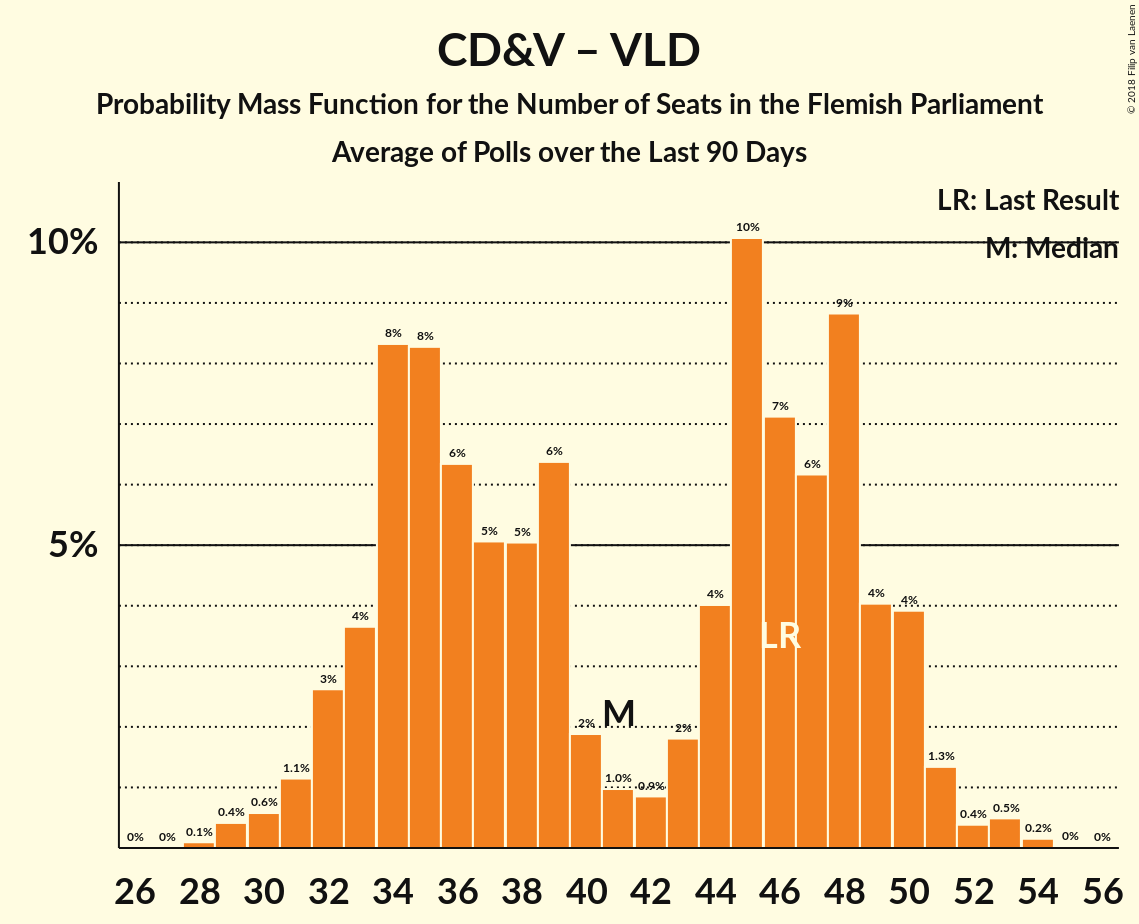 CD&V – VLD
Probability Mass Function for the Number of Seats in the Flemish Parliament
Average of Polls over the Last 90 Days
© 2018 Filip van Laenen
LR: Last Result
M: Median
10%
5%
0% 0% 0.1% 0.4% 0.6% 1.1% 3% 4% 8% 8% 6% 5% 5% 6% 2% 1.0% 0.9% 2% 4% 10% 7% 6% 9% 4% 4% 1.3% 0.4% 0.5% 0.2% 0% 0%
M
LR
26 28 30 32 34 36 38 40 42 44 46 48 50 52 54 56